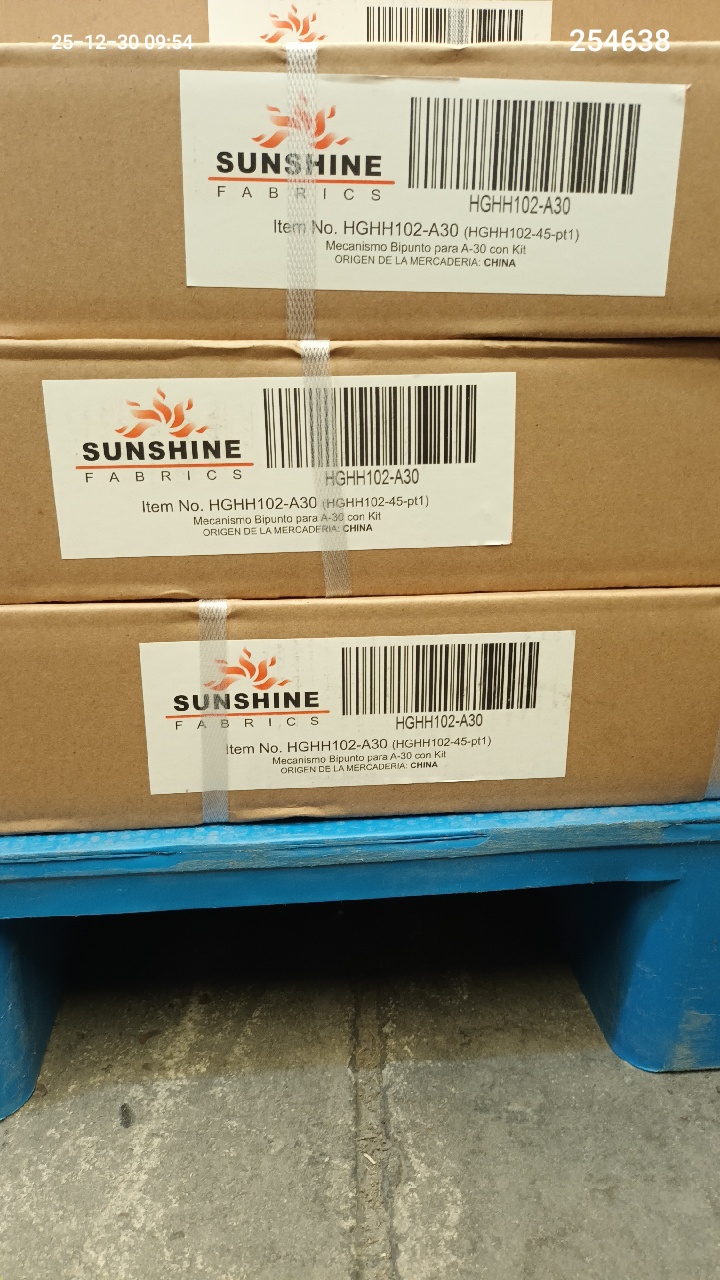 25-12-30 09:54
254638
SUNSHINE
FABRICS
HGHH102-A30
Item No. HGHH102-A30 (HGHH102-45-pt1)
Mecanismo Bipunto para A-30 con Kit
ORIGEN DE LA MERCADERIA: CHINA
SUNSHINE
FABRICS
HGHH102-A30
Item No. HGHH102-A30 (HGHH102-45-pt1)
Mecanismo Bipunto para A-30 con Kit
ORIGEN DE LA MERCADERIA: CHINA
SUNSHINE
FABRICS
HGHH102-A30
Item No. HGHH102-A30 (HGHH102-45-pt1)
Mecanismo Bipunto para A-30 con Kit
ORIGEN DE LA MERCADERIA: CHINA